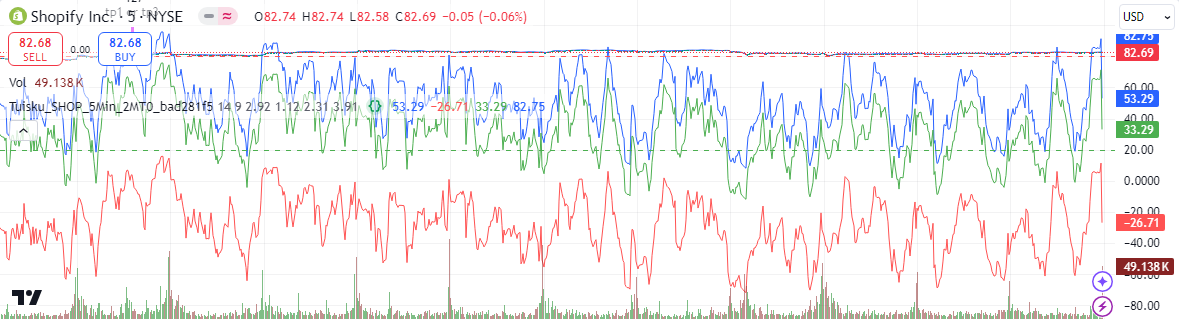 Shopify Inc. · 5 · NYSE O82.74 H82.74 L82.58 C82.69 −0.05 (−0.06%) USD
82.68 SELL 0.00 82.68 BUY
Vol 49.138K
14 9 2.92 1.12 2.31 3.91 {} 53.29 −26.71 33.29 82.75
82.75
82.69
60.00
53.29
40.00
33.29
20.00
0.0000
−20.00
−26.71
−40.00
49.138K
−60.00
−80.00